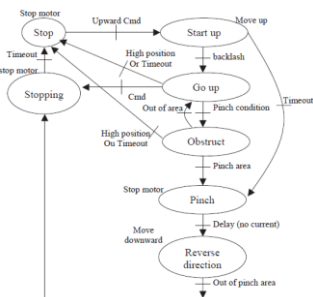 Stop motor
Stop
Upward Cmd
Start up
Move up
Timeout
stop motor
High position
Or Timeout
backlash
Stopping
Cmd
Go up
Out of area
Pinch condition
Timeout
High position
Ou Timeout
Obstruct
Pinch area
Stop motor
Pinch
Delay (no current)
Move
downward
Reverse
direction
Out of pinch area